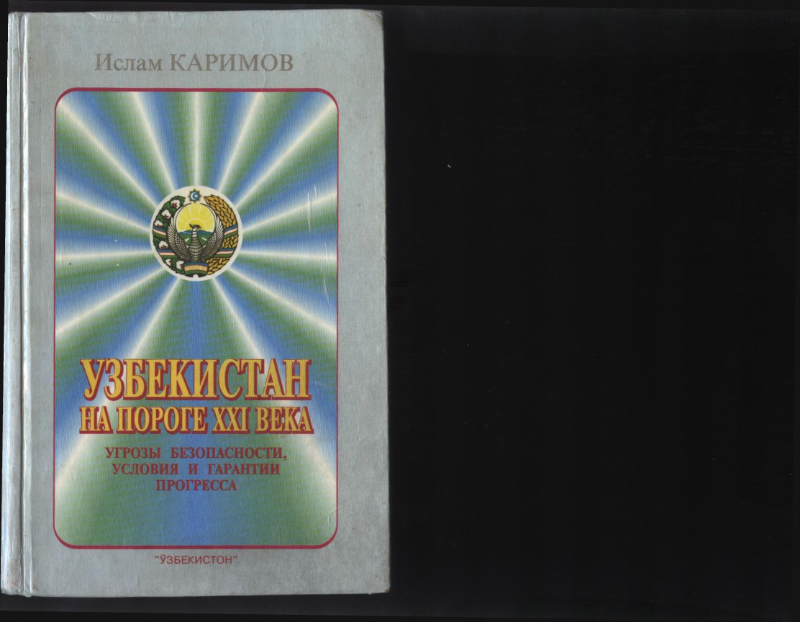 Ислам КАРИМОВ
УЗБЕКИСТАН
НА ПОРОГЕ XXI ВЕКА
УГРОЗЫ БЕЗОПАСНОСТИ,
УСЛОВИЯ И ГАРАНТИИ
ПРОГРЕССА
"ЎЗБЕКИСТОН"